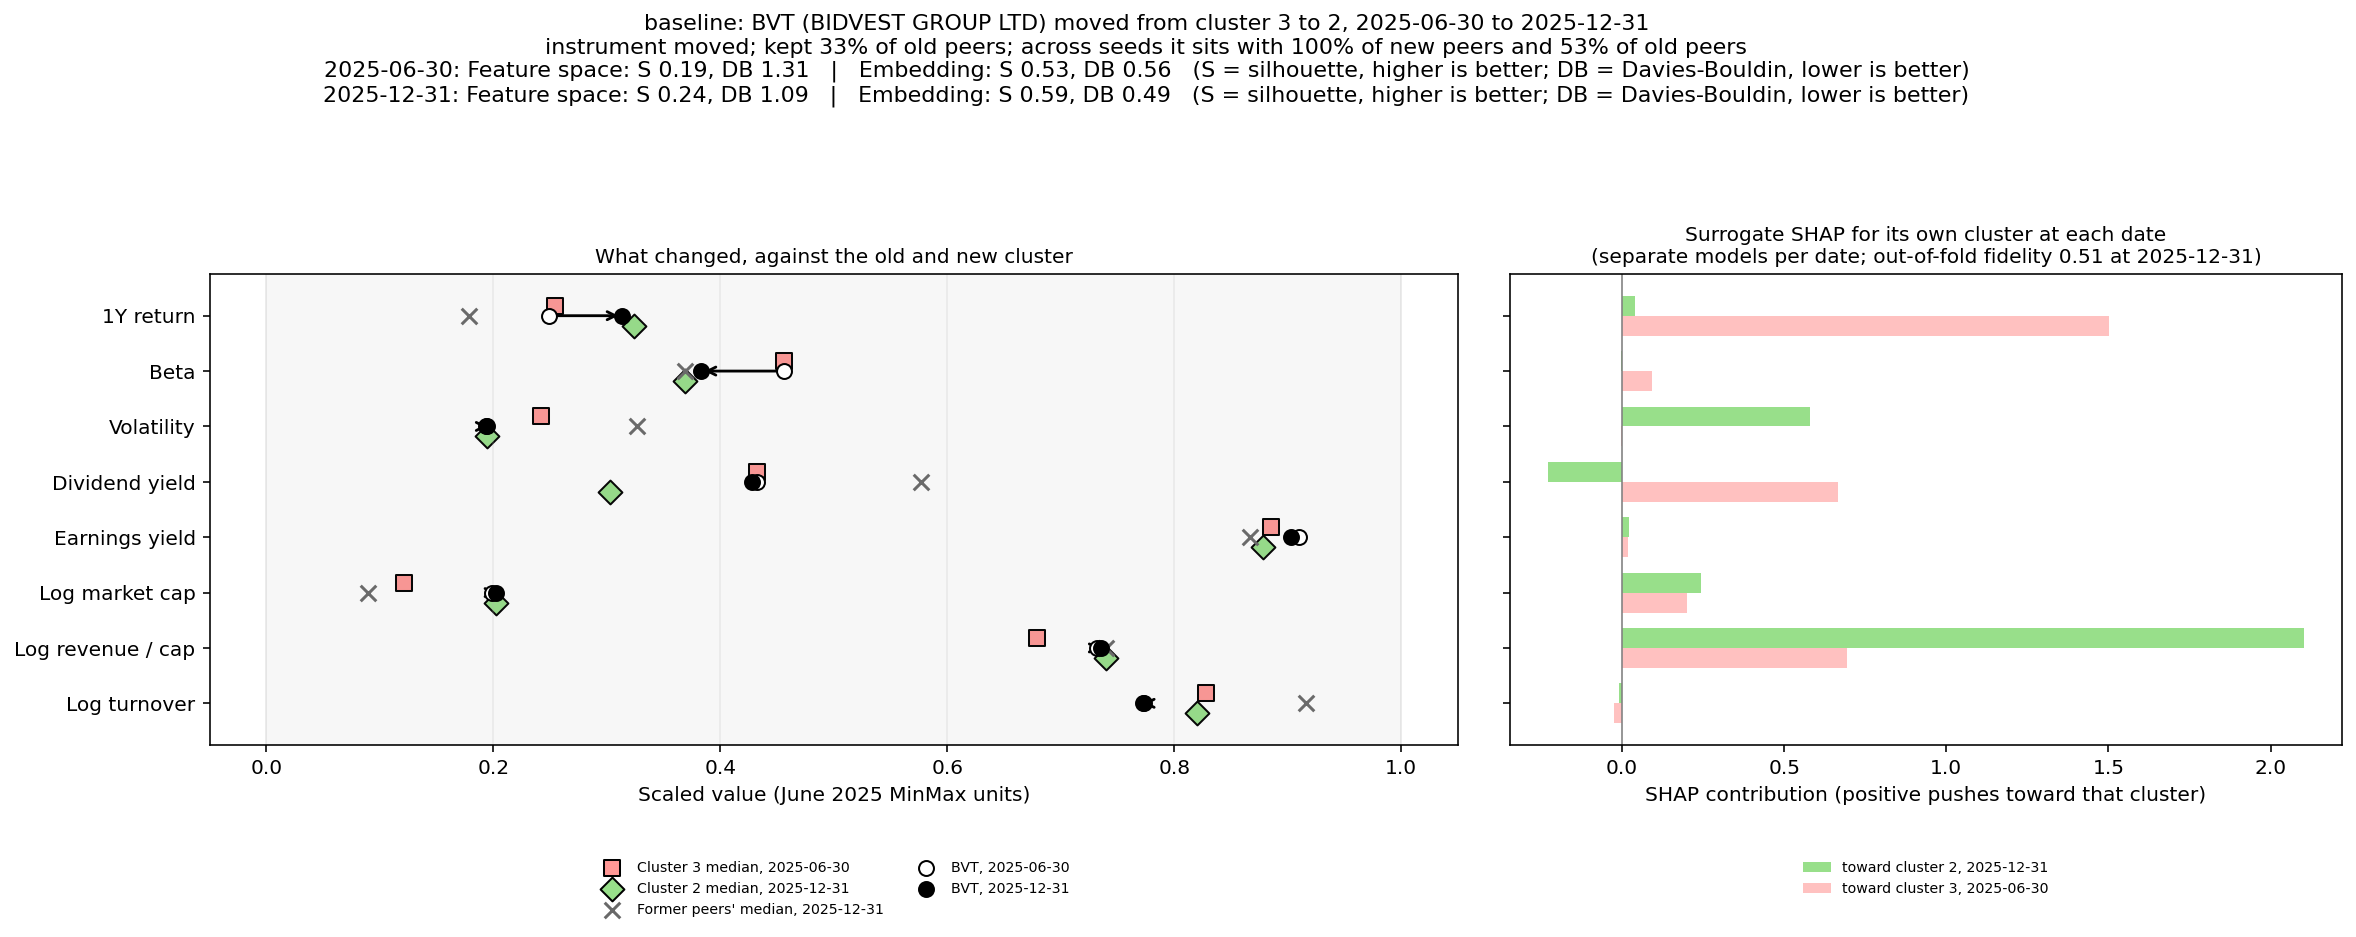 baseline: BVT (BIDVEST GROUP LTD) moved from cluster 3 to 2, 2025-06-30 to 2025-12-31
instrument moved; kept 33% of old peers; across seeds it sits with 100% of new peers and 53% of old peers
2025-06-30: Feature space: S 0.19, DB 1.31   |   Embedding: S 0.53, DB 0.56   (S = silhouette, higher is better; DB = Davies-Bouldin, lower is better)
2025-12-31: Feature space: S 0.24, DB 1.09   |   Embedding: S 0.59, DB 0.49   (S = silhouette, higher is better; DB = Davies-Bouldin, lower is better)
What changed, against the old and new cluster
1Y return
Beta
Volatility
Dividend yield
Earnings yield
Log market cap
Log revenue / cap
Log turnover
0.0 0.2 0.4 0.6 0.8 1.0
Scaled value (June 2025 MinMax units)
Cluster 3 median, 2025-06-30
Cluster 2 median, 2025-12-31
Former peers' median, 2025-12-31
BVT, 2025-06-30
BVT, 2025-12-31
Surrogate SHAP for its own cluster at each date
(separate models per date; out-of-fold fidelity 0.51 at 2025-12-31)
0.0 0.5 1.0 1.5 2.0
SHAP contribution (positive pushes toward that cluster)
toward cluster 2, 2025-12-31
toward cluster 3, 2025-06-30